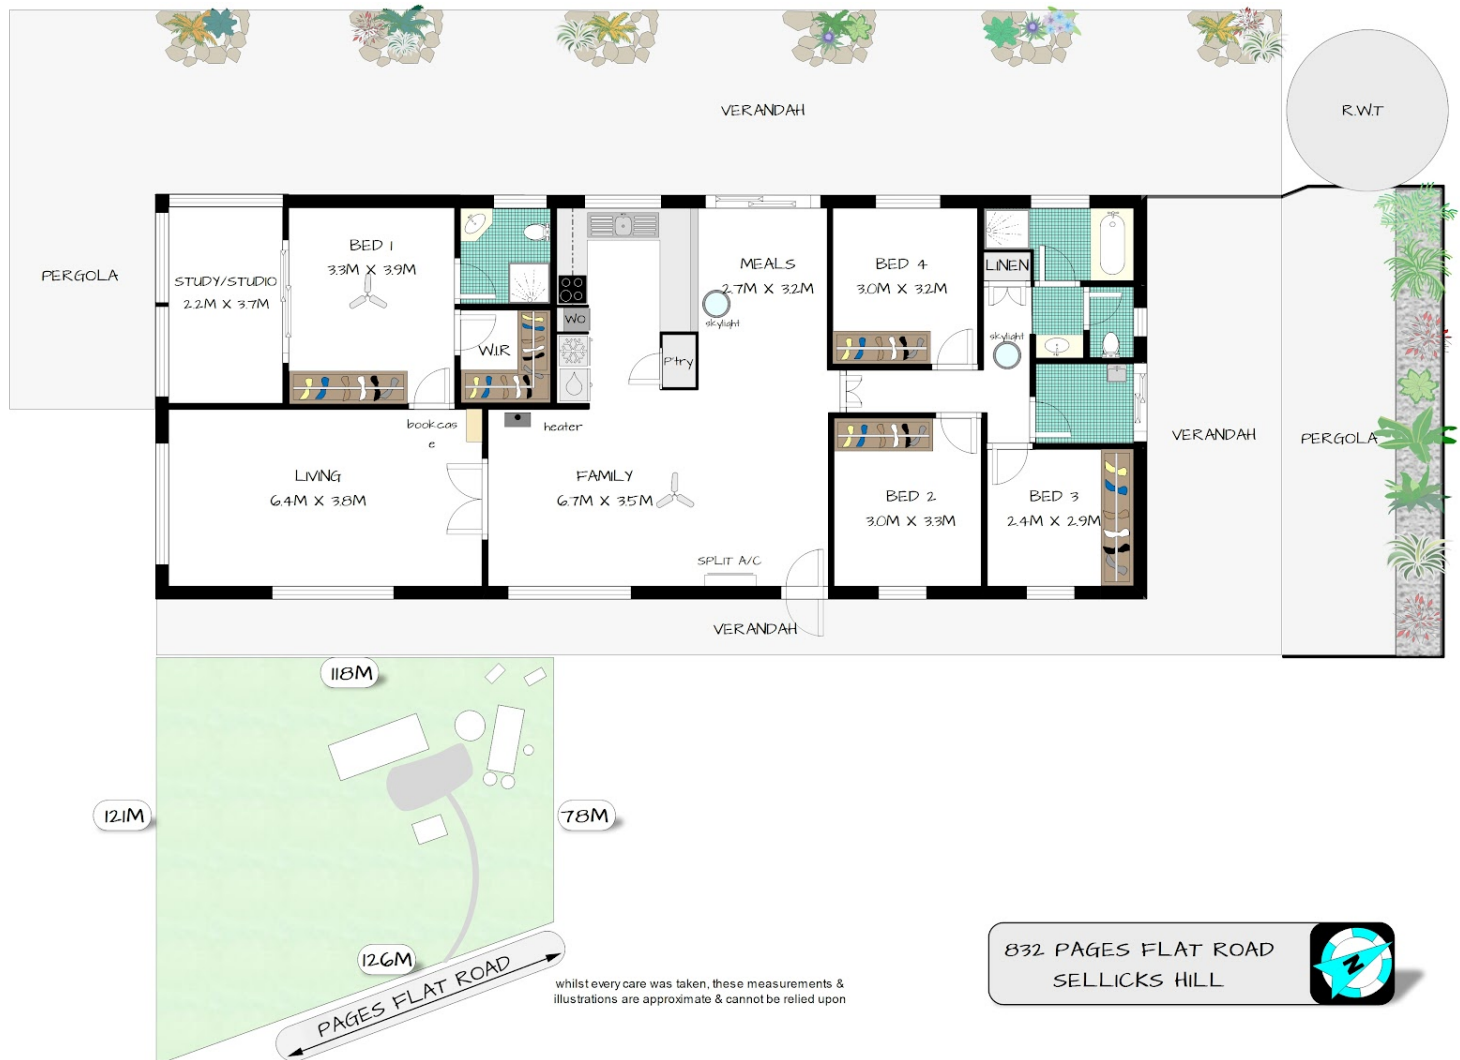 VERANDAH
R.W.T
PERGOLA
STUDY/STUDIO
2.2M X 3.7M
BED 1
3.3M X 3.9M
W.I.R
WO
P'try
MEALS
2.7M X 3.2M
skylight
BED 4
3.0M X 3.2M
LINEN
skylight
bookcas
e
heater
LIVING
6.4M X 3.8M
FAMILY
6.7M X 3.5M
SPLIT A/C
BED 2
3.0M X 3.3M
BED 3
2.4M X 2.9M
VERANDAH
PERGOLA
VERANDAH
118M
121M
78M
126M
PAGES FLAT ROAD
whilst every care was taken, these measurements &
illustrations are approximate & cannot be relied upon
832 PAGES FLAT ROAD
SELLICKS HILL
N